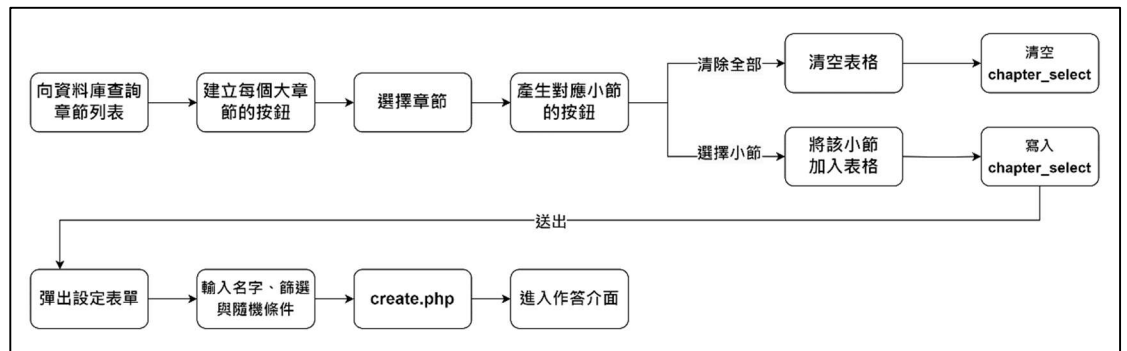 向資料庫查詢
章節列表
建立每個大章
節的按鈕
選擇章節
產生對應小節
的按鈕
清除全部
清空表格
清空
chapter_select
選擇小節
將該小節
加入表格
寫入
chapter_select
送出
彈出設定表單
輸入名字、篩選
與隨機條件
create.php
進入作答介面